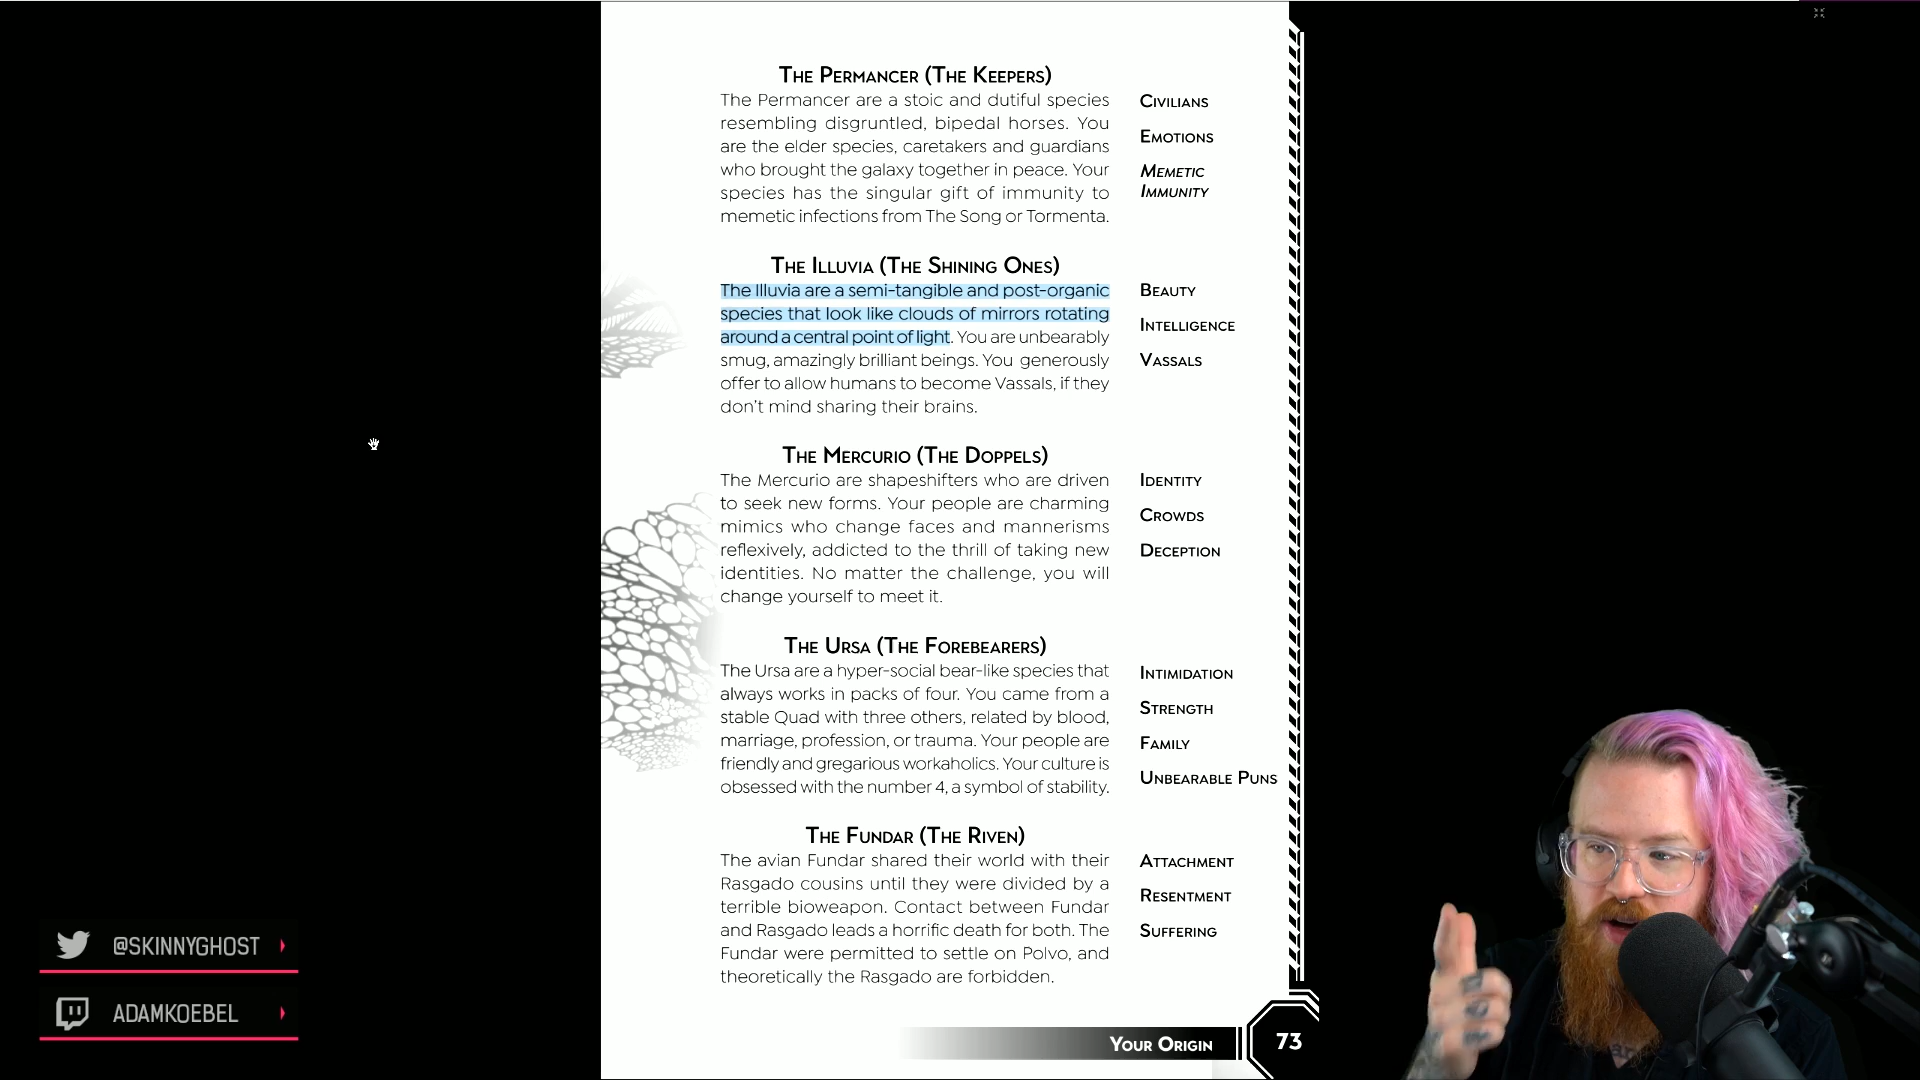 The Permancer (The Keepers)
The Permancer are a stoic and dutiful species
resembling disgruntled, bipedal horses. You
are the elder species, caretakers and guardians
who brought the galaxy together in peace. Your
species has the singular gift of immunity to
memetic infections from The Song or Tormenta.
Civilians
Emotions
Memetic
Immunity
The Illuvia (The Shining Ones)
The Illuvia are a semi-tangible and post-organic
species that look like clouds of mirrors rotating
around a central point of light. You are unbearably
smug, amazingly brilliant beings. You generously
offer to allow humans to become Vassals, if they
don't mind sharing their brains.
Beauty
Intelligence
Vassals
The Mercurio (The Doppels)
The Mercurio are shapeshifters who are driven
to seek new forms. Your people are charming
mimics who change faces and mannerisms
reflexively, addicted to the thrill of taking new
identities. No matter the challenge, you will
change yourself to meet it.
Identity
Crowds
Deception
The Ursa (The Forebearers)
The Ursa are a hyper-social bear-like species that
always works in packs of four. You came from a
stable Quad with three others, related by blood,
marriage, profession, or trauma. Your people are
friendly and gregarious workaholics. Your culture is
obsessed with the number 4, a symbol of stability.
Intimidation
Strength
Family
Unbearable Puns
The Fundar (The Riven)
The avian Fundar shared their world with their
Rasgado cousins until they were divided by a
terrible bioweapon. Contact between Fundar
and Rasgado leads a horrific death for both. The
Fundar were permitted to settle on Polvo, and
theoretically the Rasgado are forbidden.
Attachment
Resentment
Suffering
Your Origin
73
@SKINNYGHOST
ADAMKOEBEL